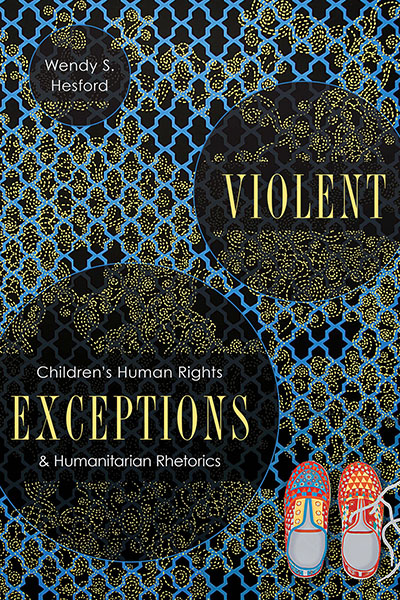 Wendy S.
Hesford
VIOLENT
Children's Human Rights
EXCEPTIONS
& Humanitarian Rhetorics